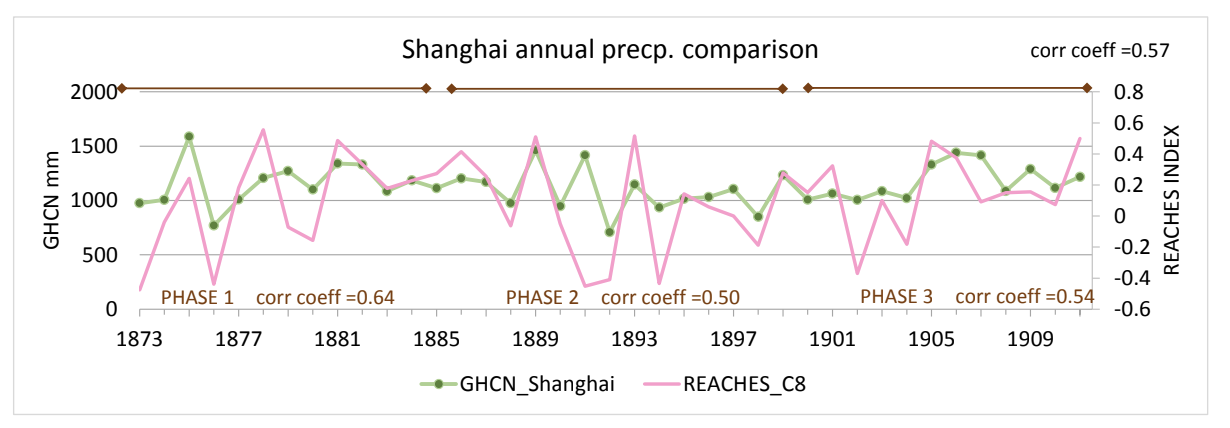 Shanghai annual precp. comparison
corr coeff =0.57
2000
1500
1000
500
0
GHCN mm
0.8
0.6
0.4
0.2
0
-0.2
-0.4
-0.6
REACHES INDEX
PHASE 1 corr coeff =0.64
PHASE 2 corr coeff =0.50
PHASE 3 corr coeff =0.54
1873 1877 1881 1885 1889 1893 1897 1901 1905 1909
GHCN_Shanghai REACHES_C8